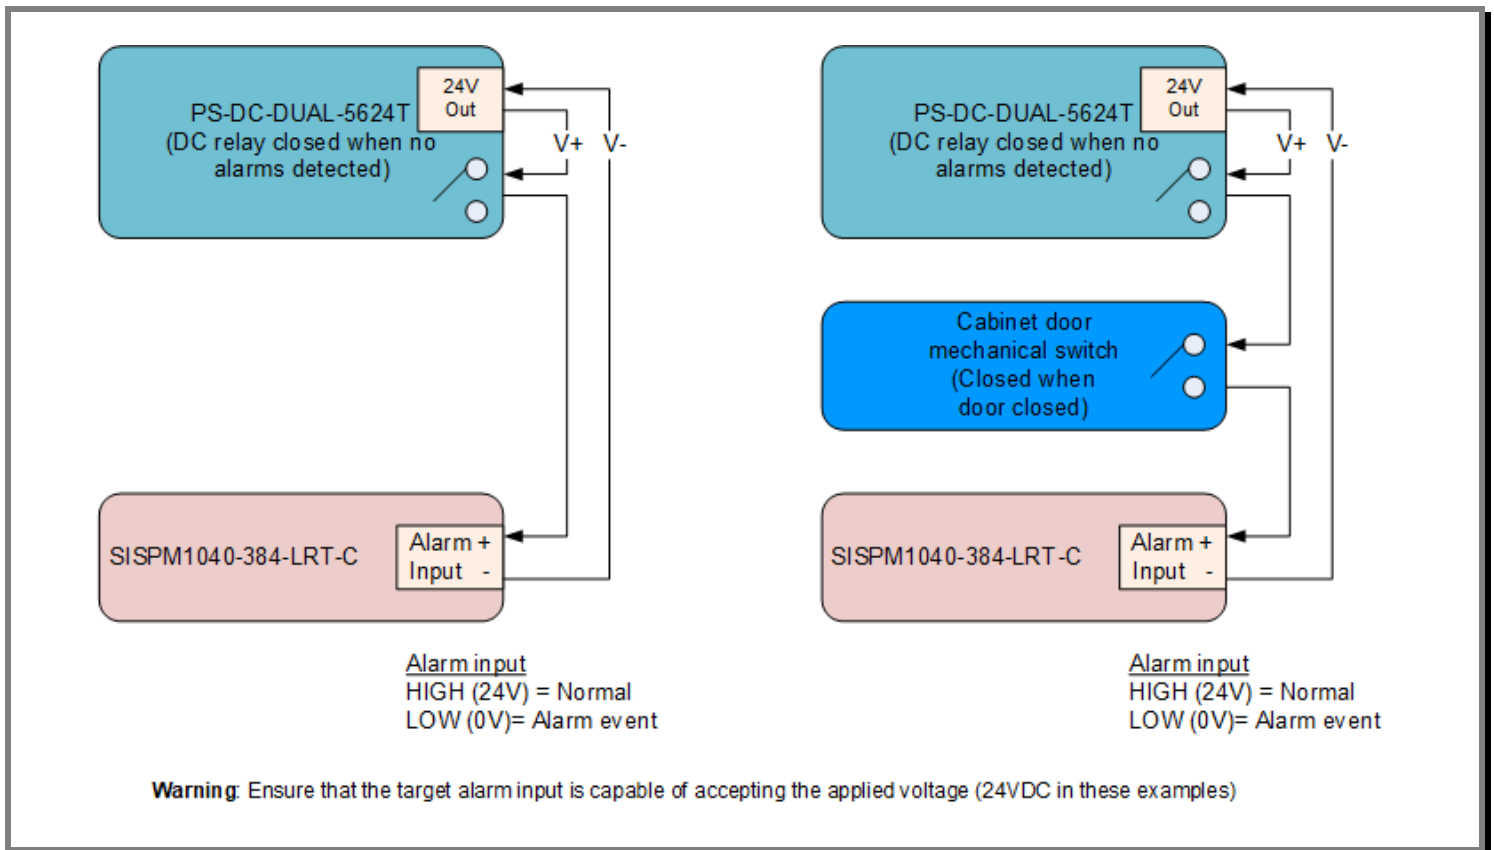 24V
Out
PS-DC-DUAL-5624T
(DC relay closed when no
alarms detected)
V+ V-
SISPM1040-384-LRT-C
Alarm +
Input -
Alarm input
HIGH (24V) = Normal
LOW (0V)= Alarm event
24V
Out
PS-DC-DUAL-5624T
(DC relay closed when no
alarms detected)
V+ V-
Cabinet door
mechanical switch
(Closed when
door closed)
SISPM1040-384-LRT-C
Alarm +
Input -
Alarm input
HIGH (24V) = Normal
LOW (0V)= Alarm event
Warning: Ensure that the target alarm input is capable of accepting the applied voltage (24VDC in these examples)